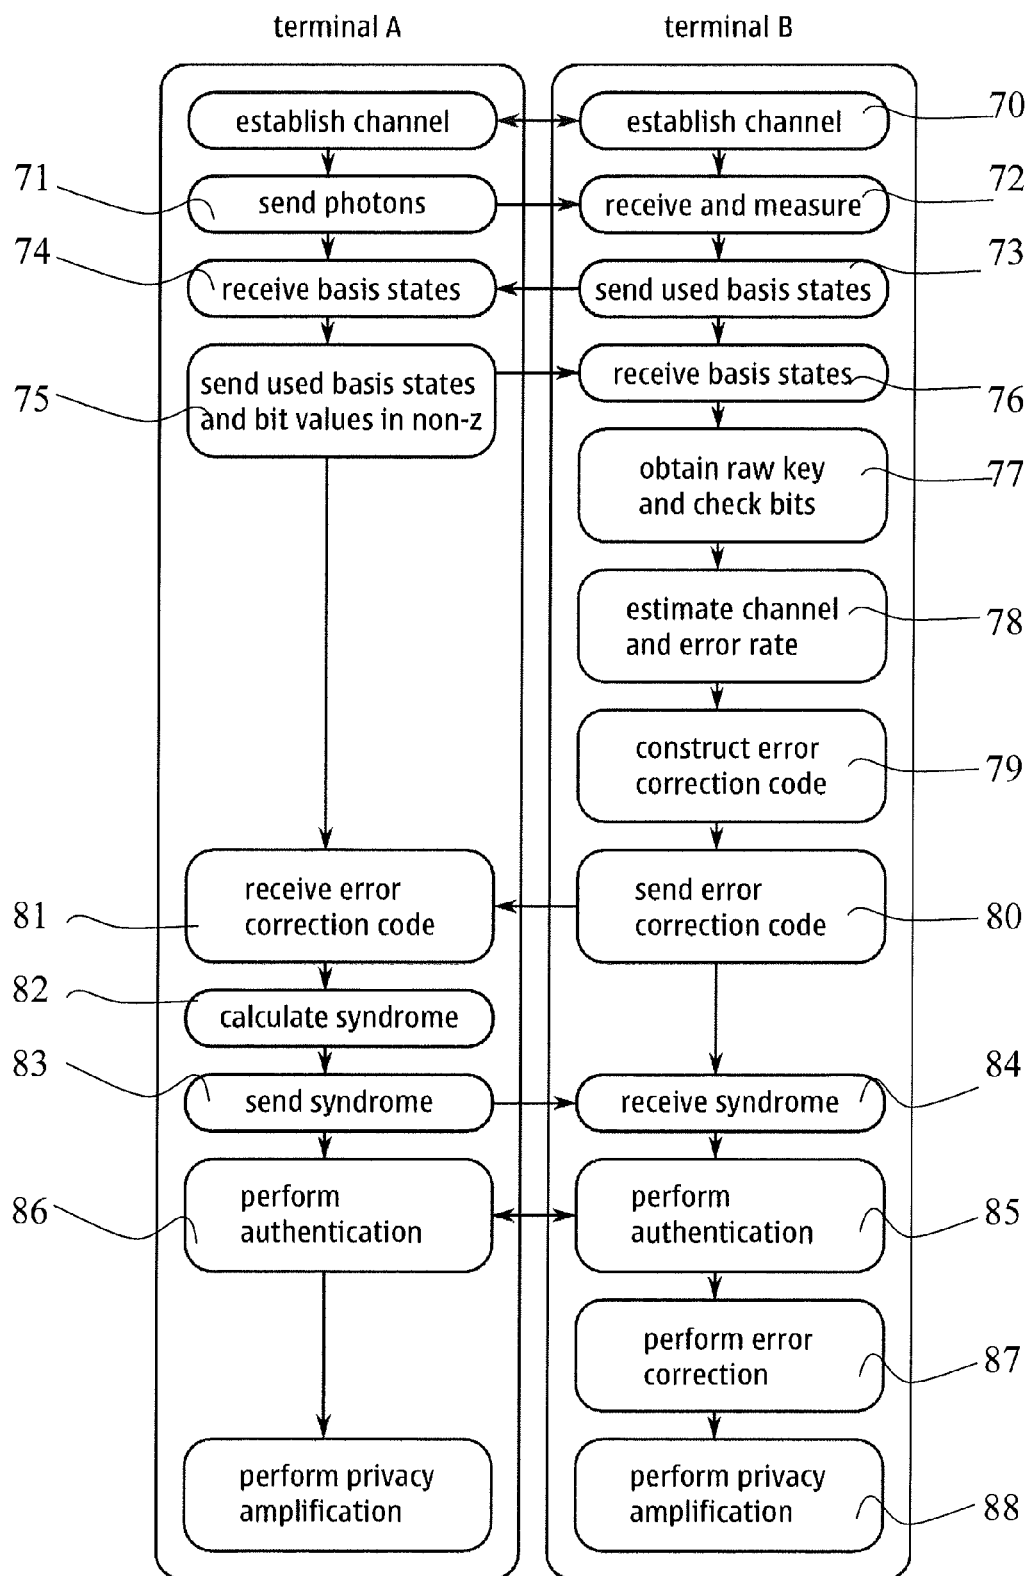 terminal A
terminal B
establish channel
establish channel
70
71
send photons
receive and measure
72
74
receive basis states
send used basis states
73
75
send used basis states
and bit values in non-z
receive basis states
76
obtain raw key
and check bits
77
estimate channel
and error rate
78
construct error
correction code
79
81
receive error
correction code
send error
correction code
80
82
calculate syndrome
83
send syndrome
receive syndrome
84
86
perform
authentication
perform
authentication
85
perform error
correction
87
perform privacy
amplification
perform privacy
amplification
88